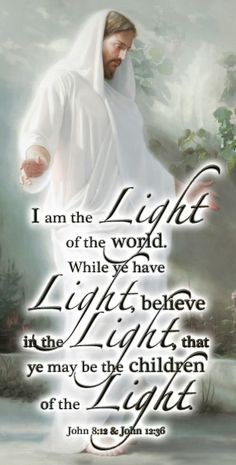 I am the Light
of the world.
While ye have
Light, believe
in the Light, that
ye may be the children
of the Light.
John 8:12 & John 12:36